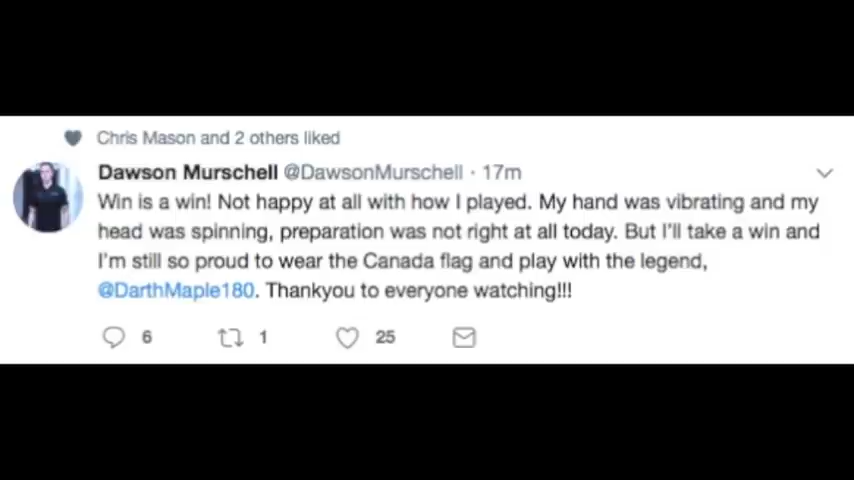 Chris Mason and 2 others liked
Dawson Murschell @DawsonMurschell · 17m
Win is a win! Not happy at all with how I played. My hand was vibrating and my
head was spinning, preparation was not right at all today. But I'll take a win and
I'm still so proud to wear the Canada flag and play with the legend,
@DarthMaple180. Thankyou to everyone watching!!!
6 1 25